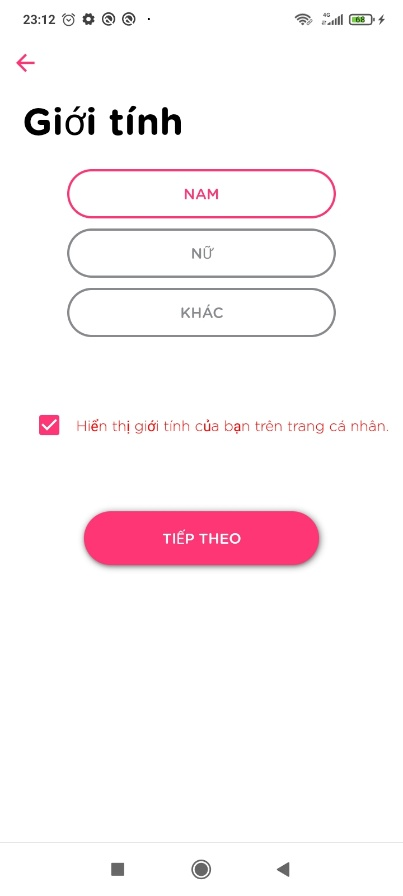 23:12
4G
68
Giới tính
NAM
NỮ
KHÁC
Hiển thị giới tính của bạn trên trang cá nhân.
TIẾP THEO